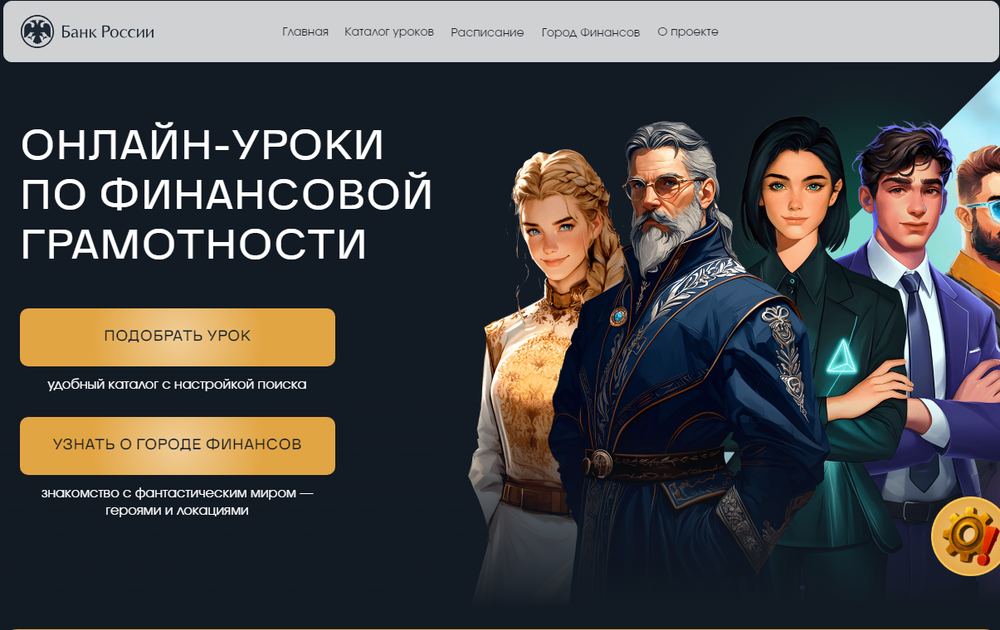 Банк России
Главная
Каталог уроков
Расписание
Город Финансов
О проекте
ОНЛАЙН-УРОКИ
ПО ФИНАНСОВОЙ
ГРАМОТНОСТИ
ПОДОБРАТЬ УРОК
удобный каталог с настройкой поиска
УЗНАТЬ О ГОРОДЕ ФИНАНСОВ
знакомство с фантастическим миром —
героями и локациями